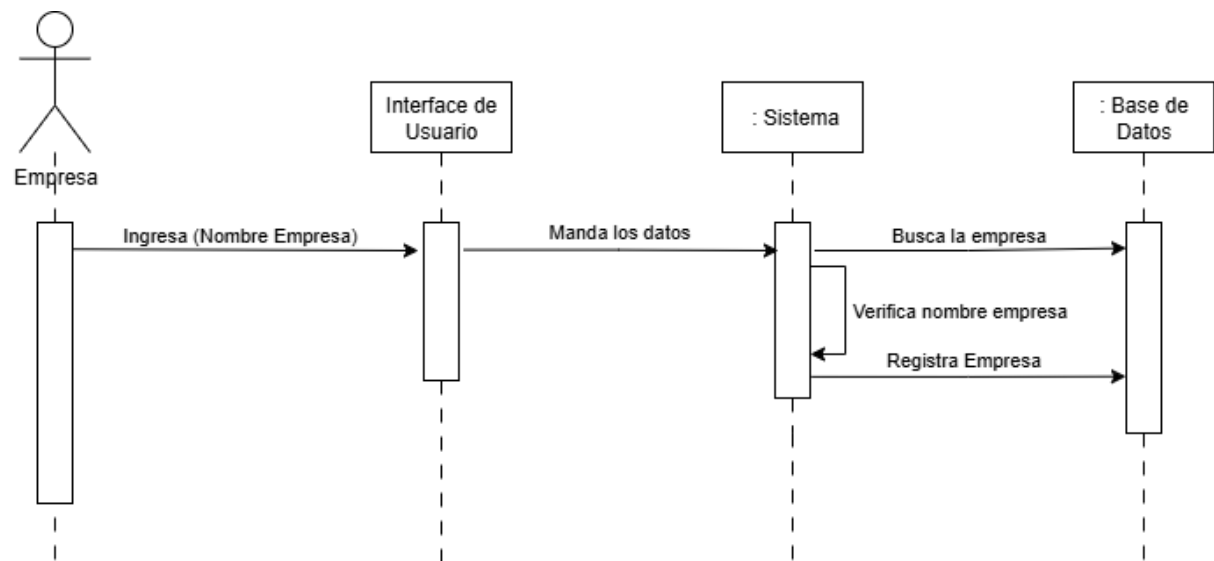 Interface de
Usuario
: Sistema
: Base de
Datos
Empresa
Ingresa (Nombre Empresa)
Manda los datos
Busca la empresa
Verifica nombre empresa
Registra Empresa